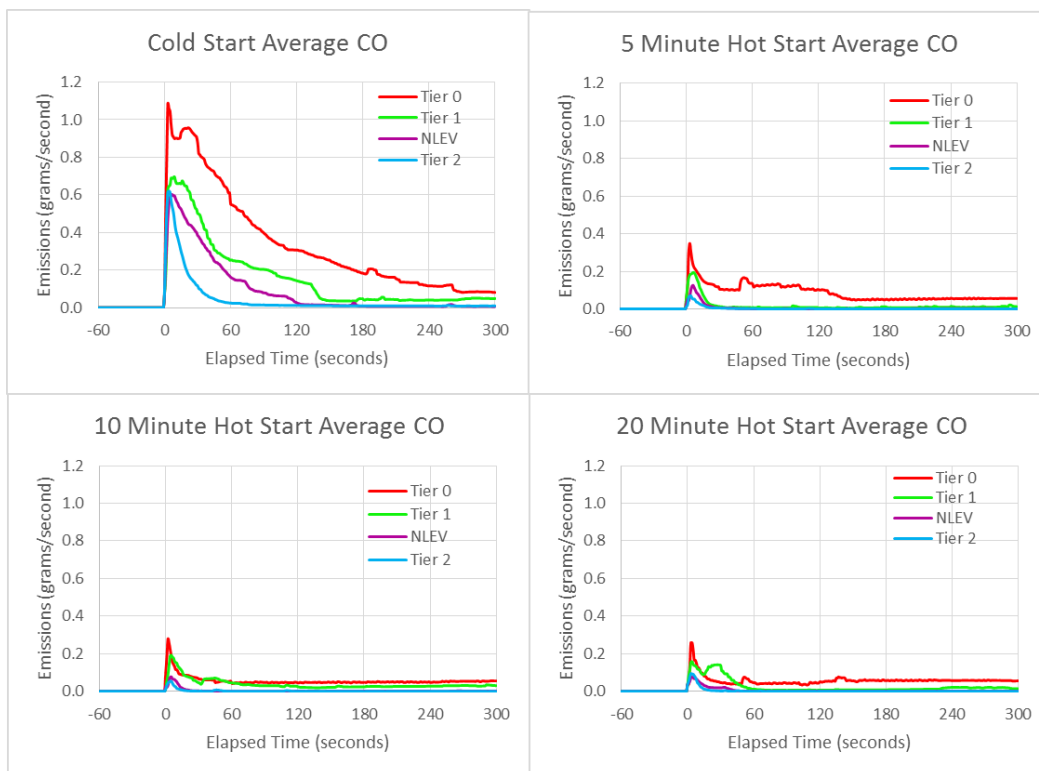 Cold Start Average CO
Emissions (grams/second)
1.2
1.0
0.8
0.6
0.4
0.2
0.0
-60 0 60 120 180 240 300
Elapsed Time (seconds)
Tier 0
Tier 1
NLEV
Tier 2
5 Minute Hot Start Average CO
Emissions (grams/second)
1.2
1.0
0.8
0.6
0.4
0.2
0.0
-60 0 60 120 180 240 300
Elapsed Time (seconds)
Tier 0
Tier 1
NLEV
Tier 2
10 Minute Hot Start Average CO
Emissions (grams/second)
1.2
1.0
0.8
0.6
0.4
0.2
0.0
-60 0 60 120 180 240 300
Elapsed Time (seconds)
Tier 0
Tier 1
NLEV
Tier 2
20 Minute Hot Start Average CO
Emissions (grams/second)
1.2
1.0
0.8
0.6
0.4
0.2
0.0
-60 0 60 120 180 240 300
Elapsed Time (seconds)
Tier 0
Tier 1
NLEV
Tier 2